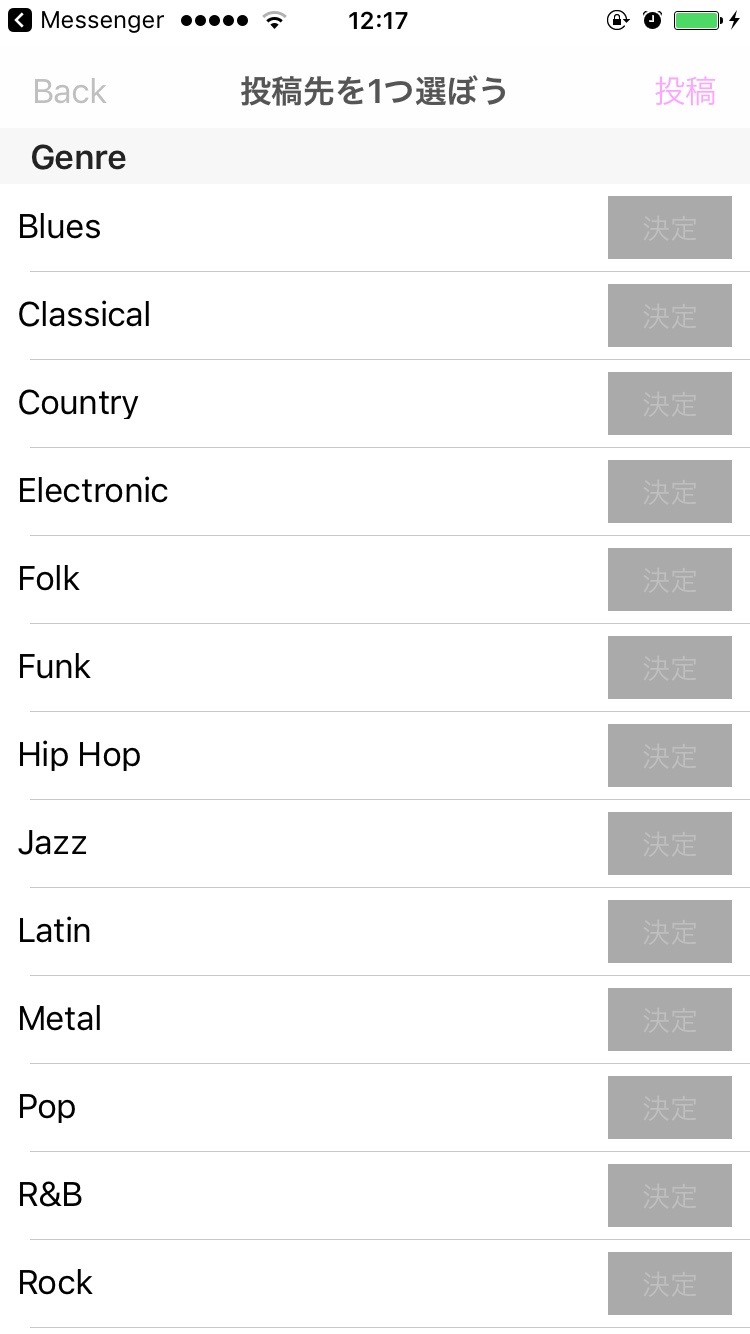 Messenger 12:17
Back 投稿先を1つ選ぼう 投稿
Genre
Blues 決定
Classical 決定
Country 決定
Electronic 決定
Folk 決定
Funk 決定
Hip Hop 決定
Jazz 決定
Latin 決定
Metal 決定
Pop 決定
R&B 決定
Rock 決定